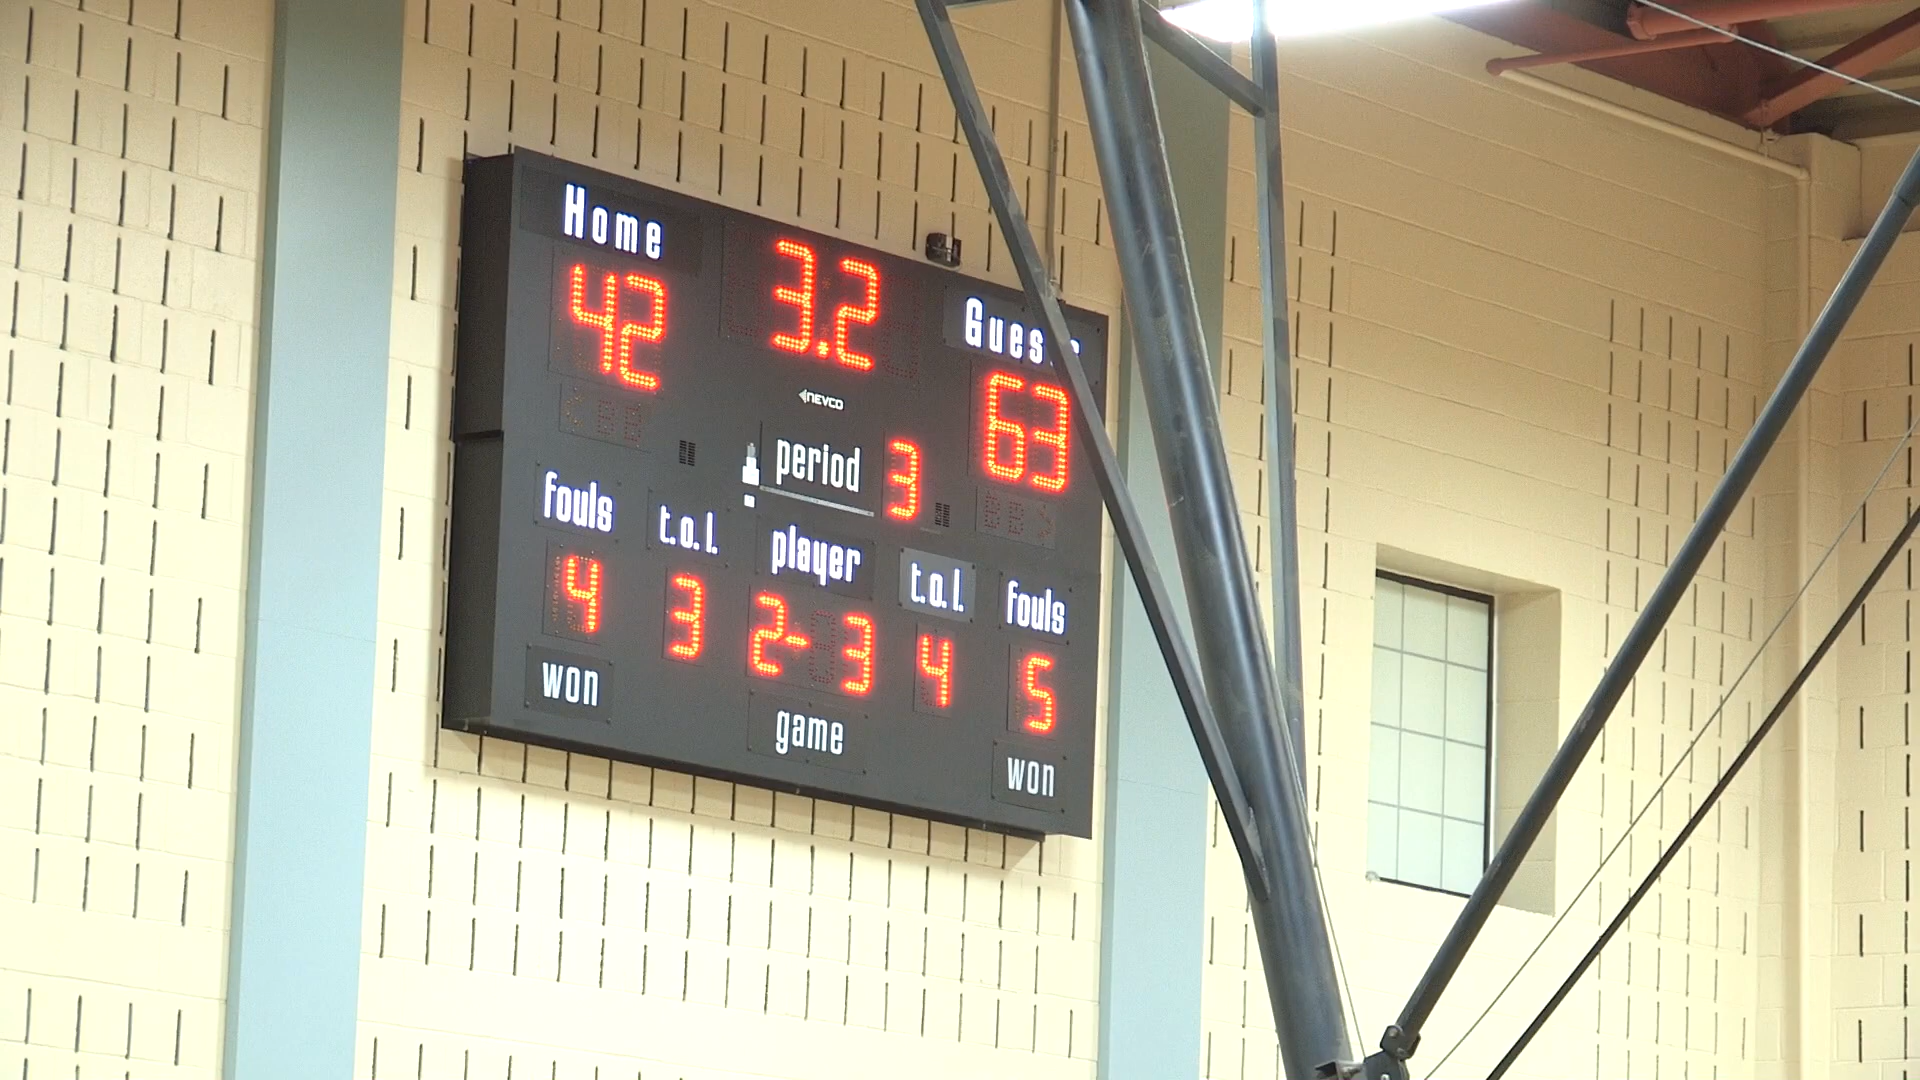 Home
42
3.2
Gues
63
NEVCO
period
3
fouls
t.o.l.
player
t.o.l.
fouls
4
3
2-3
4
5
won
game
won